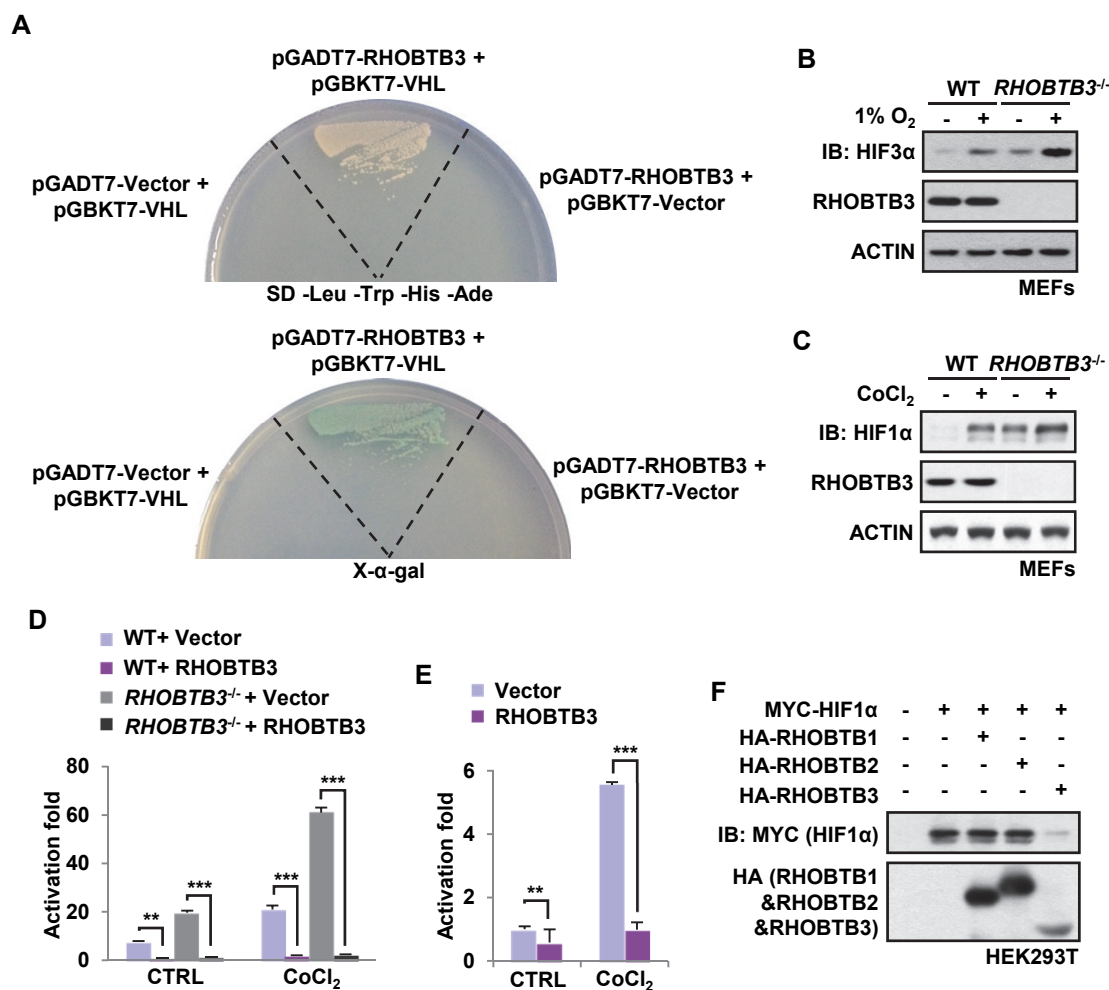 A
pGADT7-RHOBTB3 +
pGBKT7-VHL
pGADT7-Vector +
pGBKT7-VHL
pGADT7-RHOBTB3 +
pGBKT7-Vector
SD -Leu -Trp -His -Ade
pGADT7-RHOBTB3 +
pGBKT7-VHL
pGADT7-Vector +
pGBKT7-VHL
pGADT7-RHOBTB3 +
pGBKT7-Vector
X-α-gal
B
WT RHOBTB3-/-
1% O2 - + - +
IB: HIF3α
RHOBTB3
ACTIN
MEFs
C
WT RHOBTB3-/-
CoCl2 - + - +
IB: HIF1α
RHOBTB3
ACTIN
MEFs
D
WT+ Vector
WT+ RHOBTB3
RHOBTB3-/- + Vector
RHOBTB3-/- + RHOBTB3
Activation fold
80
60
40
20
0
** *** *** ***
CTRL CoCl2
E
Vector
RHOBTB3
Activation fold
6
4
2
0
** ***
CTRL CoCl2
F
MYC-HIF1α - + + + +
HA-RHOBTB1 - - + - -
HA-RHOBTB2 - - - + -
HA-RHOBTB3 - - - - +
IB: MYC (HIF1α)
HA (RHOBTB1
&RHOBTB2
&RHOBTB3)
HEK293T